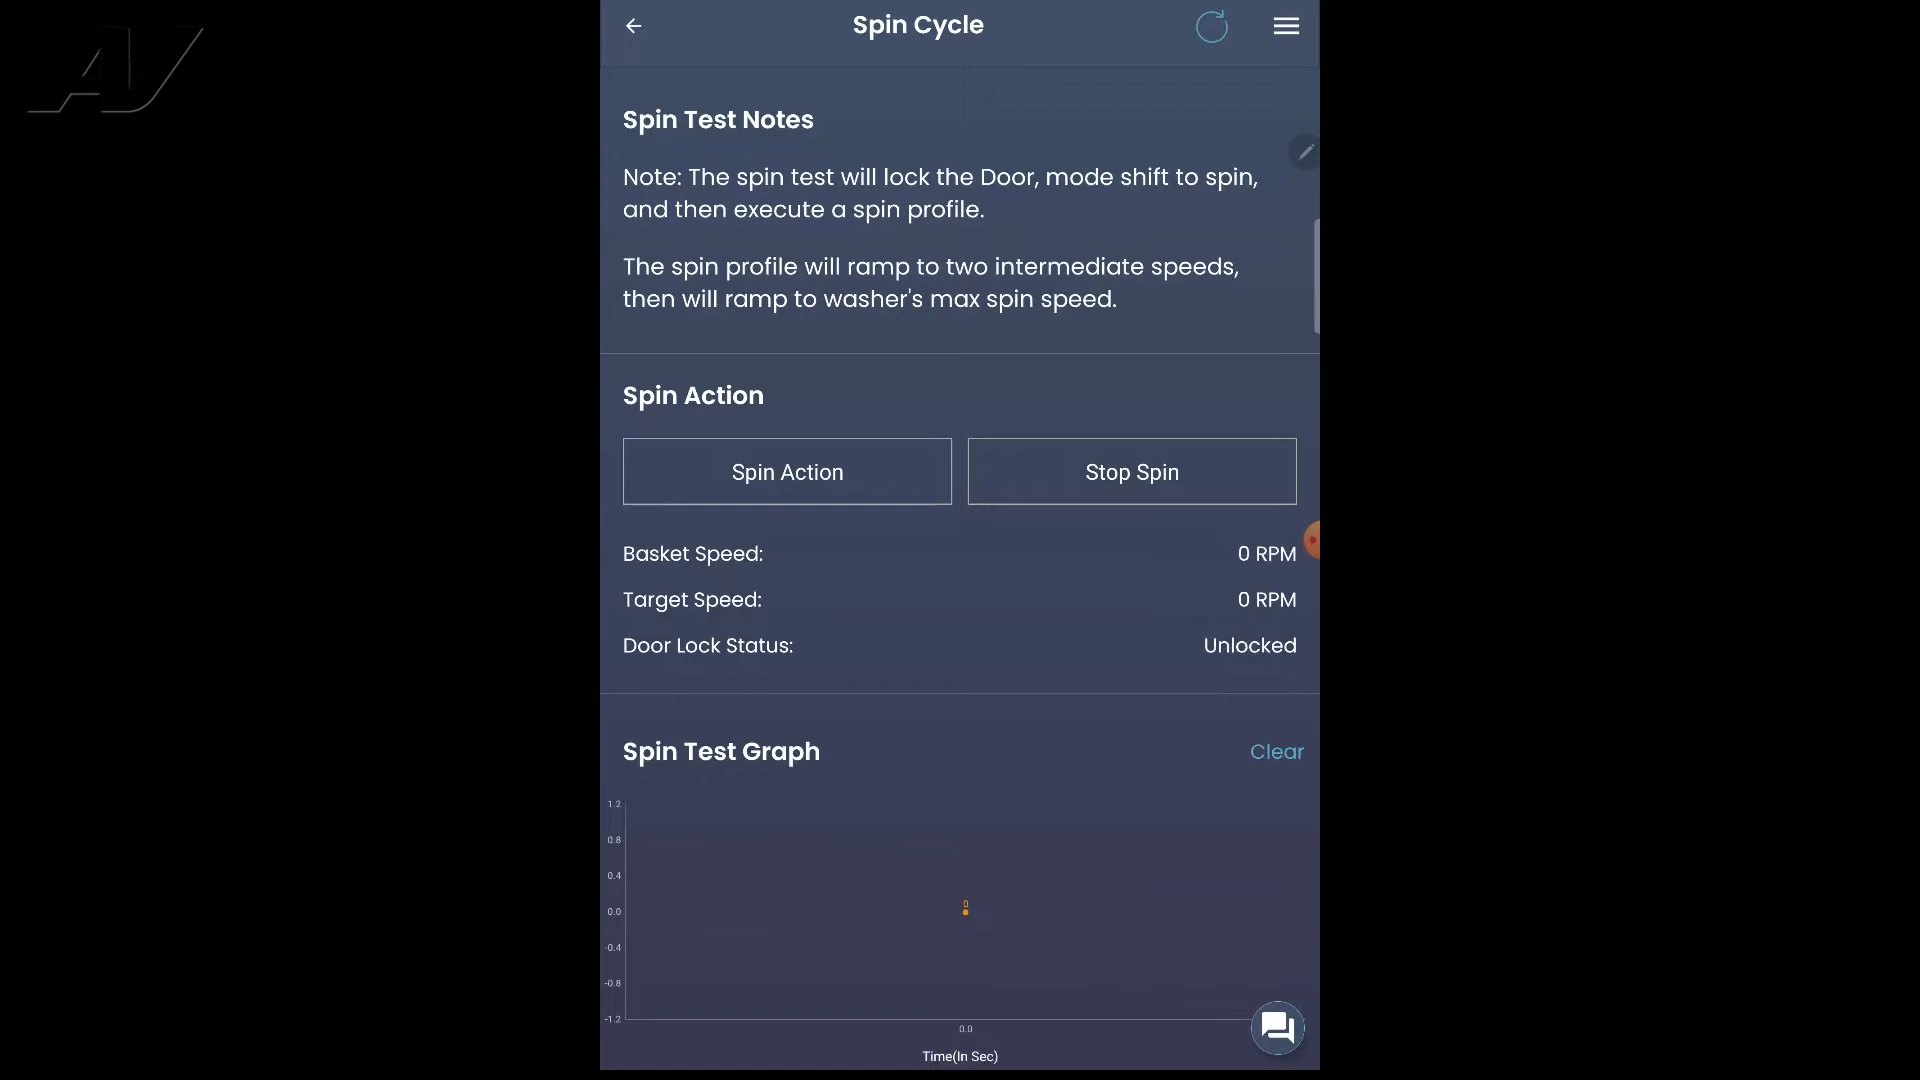 AV
Spin Cycle
Spin Test Notes
Note: The spin test will lock the Door, mode shift to spin,
and then execute a spin profile.
The spin profile will ramp to two intermediate speeds,
then will ramp to washer's max spin speed.
Spin Action
Spin Action
Stop Spin
Basket Speed: 0 RPM
Target Speed: 0 RPM
Door Lock Status: Unlocked
Spin Test Graph
Clear
1.2
0.8
0.4
0
0.0
-0.4
-0.8
-1.2
0.0
Time(In Sec)